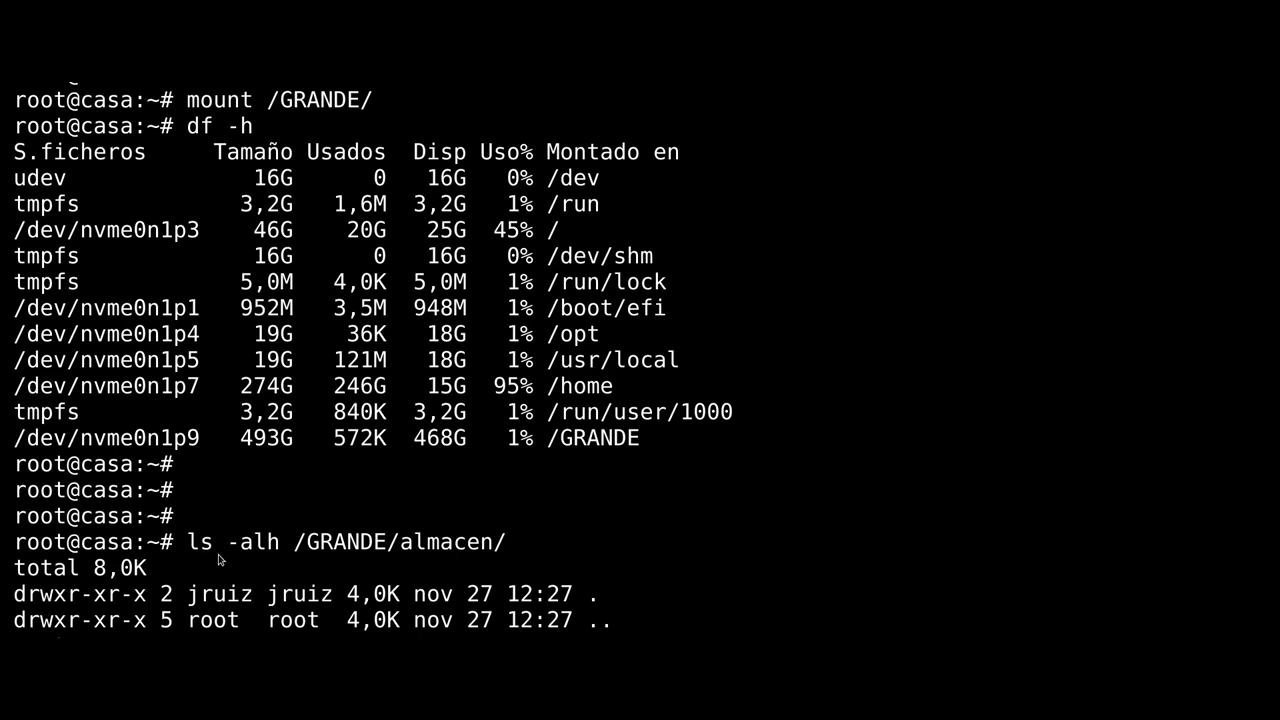 root@casa:~# mount /GRANDE/
root@casa:~# df -h
S.ficheros     Tamaño Usados  Disp Uso% Montado en
udev              16G      0   16G   0% /dev
tmpfs            3,2G   1,6M  3,2G   1% /run
/dev/nvme0n1p3    46G    20G   25G  45% /
tmpfs             16G      0   16G   0% /dev/shm
tmpfs            5,0M   4,0K  5,0M   1% /run/lock
/dev/nvme0n1p1   952M   3,5M  948M   1% /boot/efi
/dev/nvme0n1p4    19G    36K   18G   1% /opt
/dev/nvme0n1p5    19G   121M   18G   1% /usr/local
/dev/nvme0n1p7   274G   246G   15G  95% /home
tmpfs            3,2G   840K  3,2G   1% /run/user/1000
/dev/nvme0n1p9   493G   572K  468G   1% /GRANDE
root@casa:~#
root@casa:~#
root@casa:~#
root@casa:~# ls -alh /GRANDE/almacen/
total 8,0K
drwxr-xr-x 2 jruiz jruiz 4,0K nov 27 12:27 .
drwxr-xr-x 5 root  root  4,0K nov 27 12:27 ..